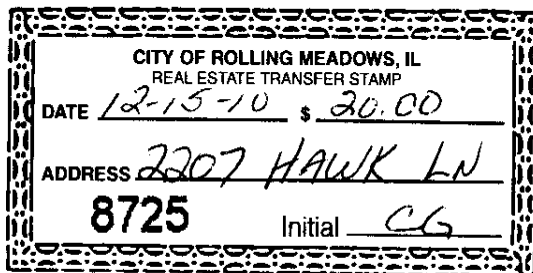 CITY OF ROLLING MEADOWS, IL
REAL ESTATE TRANSFER STAMP
DATE 12-15-10 $ 20.00
ADDRESS 2207 HAWK LN
8725 Initial CG